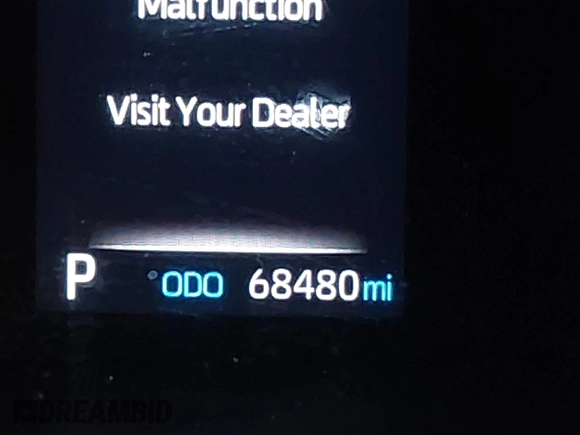 Malfunction
Visit Your Dealer
P ODO 68480 mi
DREAMBID